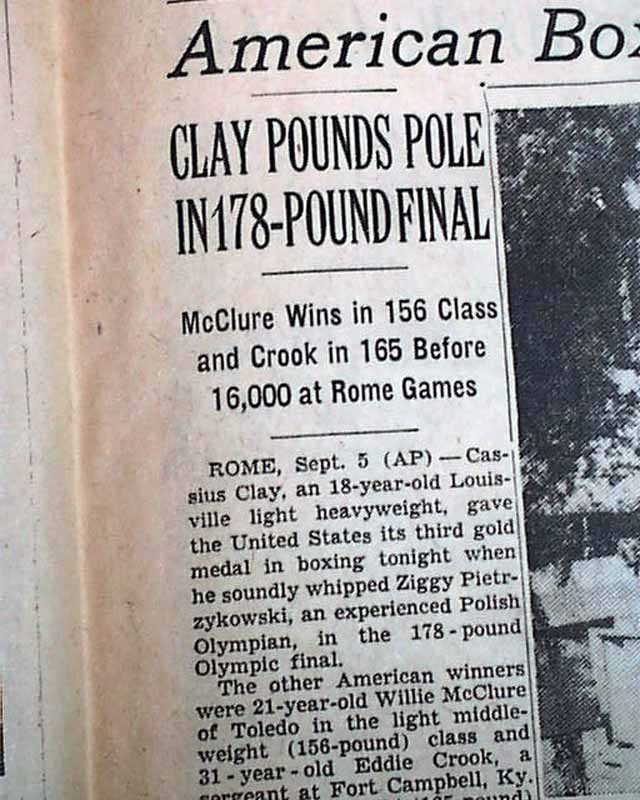 American Bo
CLAY POUNDS POLE
IN 178-POUND FINAL
McClure Wins in 156 Class
and Crook in 165 Before
16,000 at Rome Games
ROME, Sept. 5 (AP) — Cas-
sius Clay, an 18-year-old Louis-
ville light heavyweight, gave
the United States its third gold
medal in boxing tonight when
he soundly whipped Ziggy Pietr-
zykowski, an experienced Polish
Olympian, in the 178-pound
Olympic final.
The other American winners
were 21-year-old Willie McClure
of Toledo in the light middle-
weight (156-pound) class and
31-year-old Eddie Crook, a
sergeant at Fort Campbell, Ky.